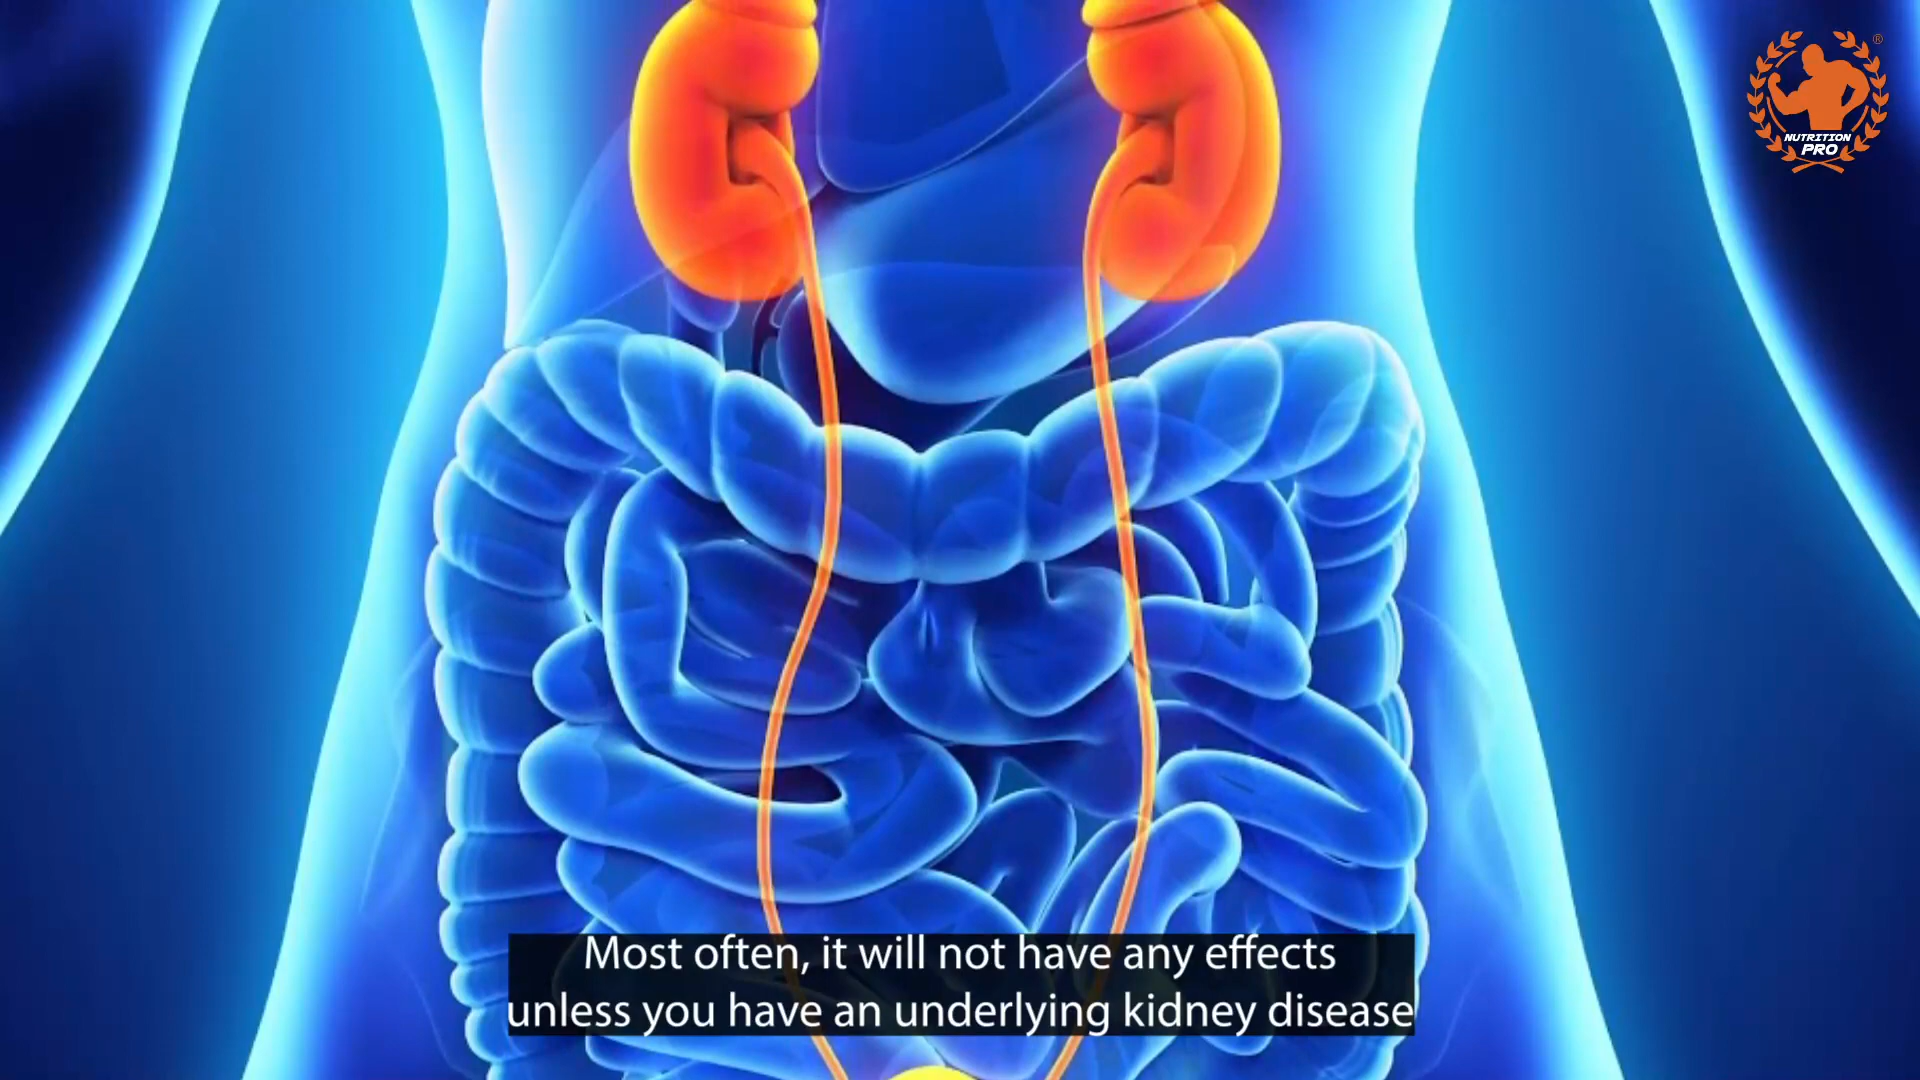 ®
NUTRITION
PRO
Most often, it will not have any effects
unless you have an underlying kidney disease